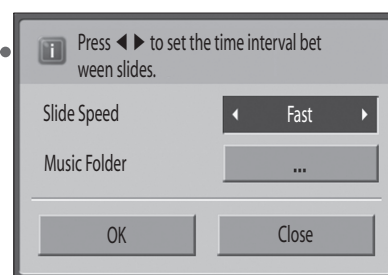 Press ◀ ▶ to set the time interval bet
ween slides.
Slide Speed ◀ Fast ▶
Music Folder ...
OK Close